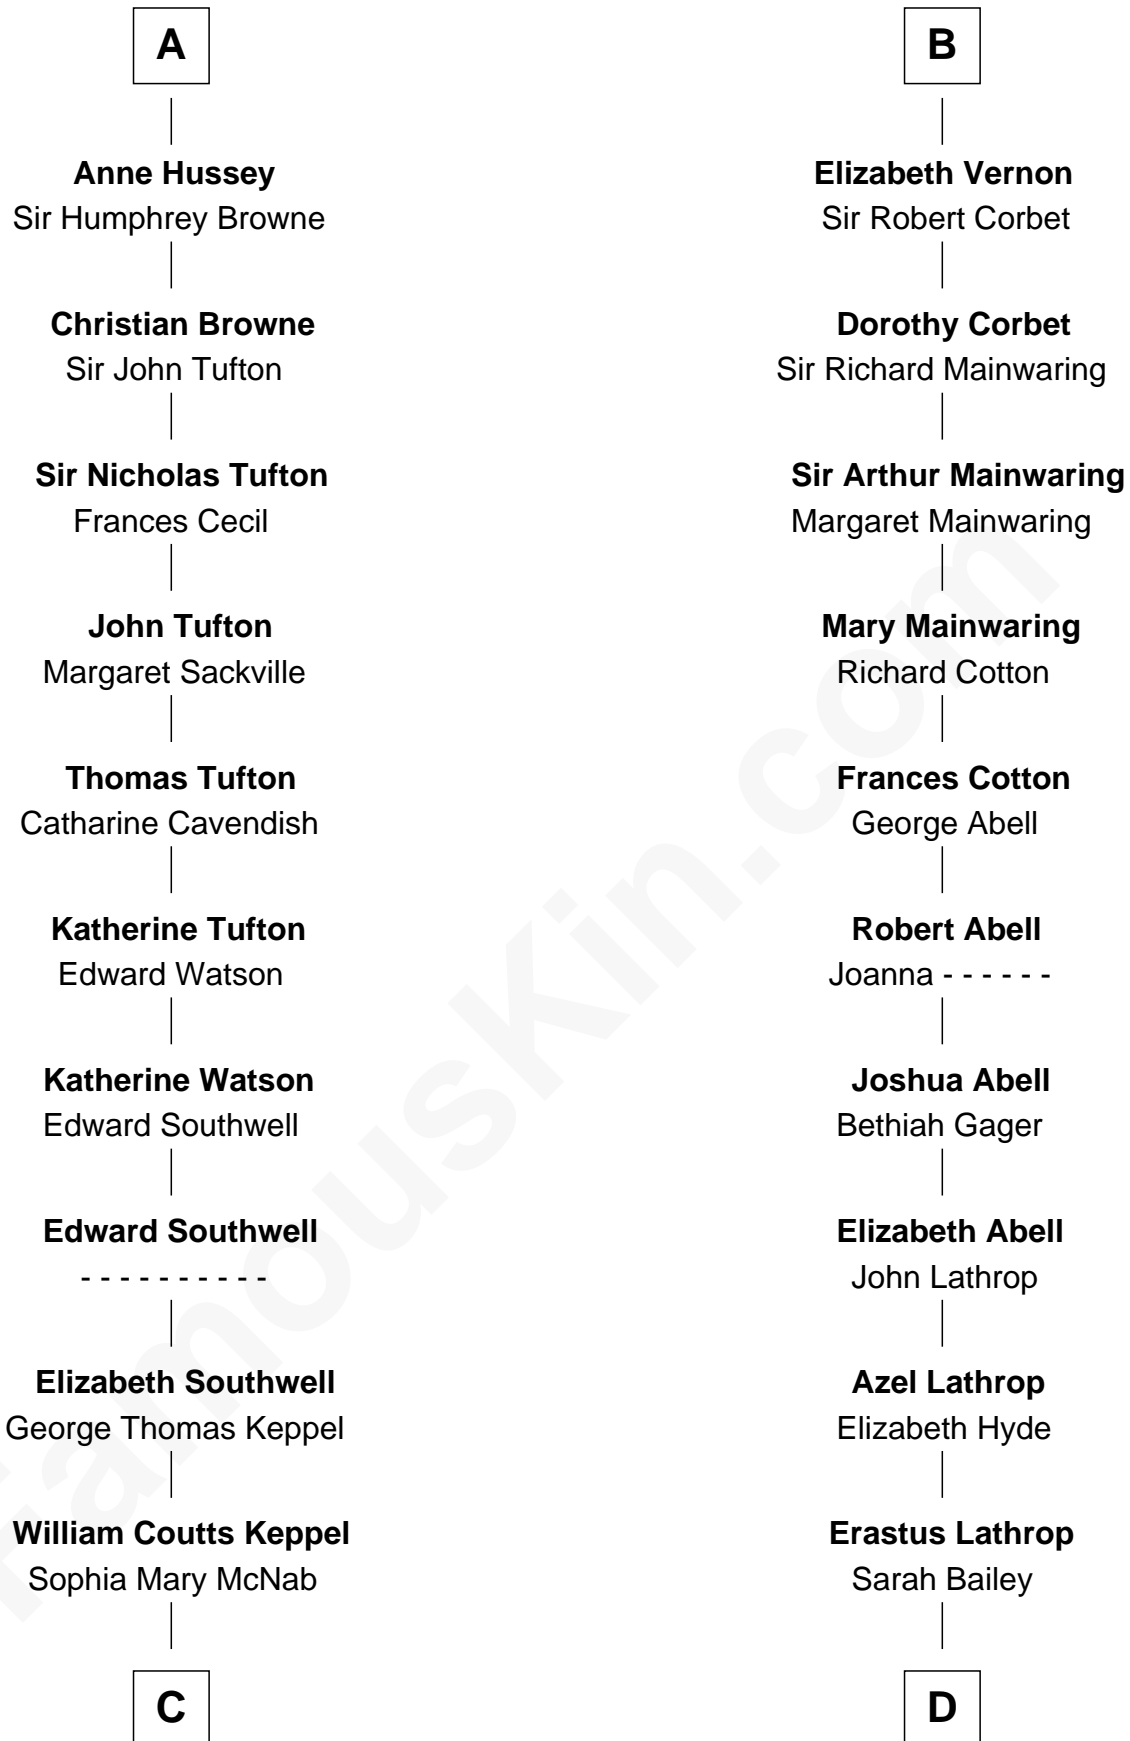 A
Anne Hussey
Sir Humphrey Browne
Christian Browne
Sir John Tufton
Sir Nicholas Tufton
Frances Cecil
John Tufton
Margaret Sackville
Thomas Tufton
Catharine Cavendish
Katherine Tufton
Edward Watson
Katherine Watson
Edward Southwell
Edward Southwell
- - - - - - - - - -
Elizabeth Southwell
George Thomas Keppel
William Coutts Keppel
Sophia Mary McNab
C
B
Elizabeth Vernon
Sir Robert Corbet
Dorothy Corbet
Sir Richard Mainwaring
Sir Arthur Mainwaring
Margaret Mainwaring
Mary Mainwaring
Richard Cotton
Frances Cotton
George Abell
Robert Abell
Joanna - - - - - -
Joshua Abell
Bethiah Gager
Elizabeth Abell
John Lathrop
Azel Lathrop
Elizabeth Hyde
Erastus Lathrop
Sarah Bailey
D
FamousKin.com